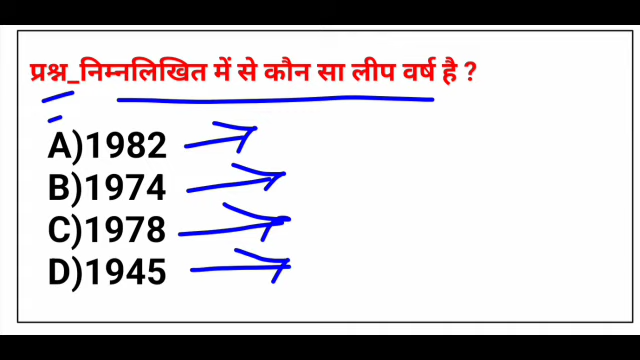 प्रश्न_निम्नलिखित में से कौन सा लीप वर्ष है ?
A)1982
B)1974
C)1978
D)1945